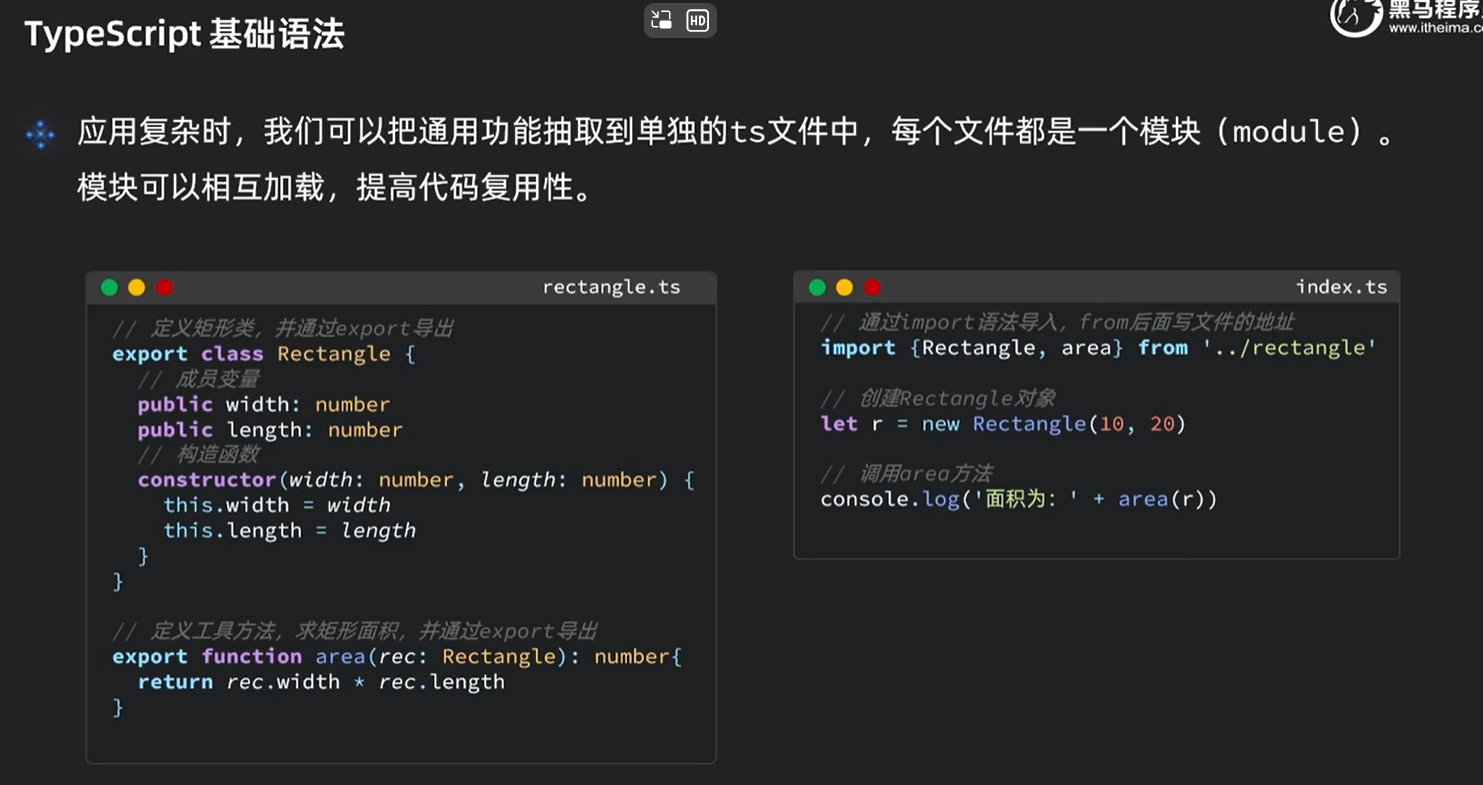 TypeScript 基础语法
HD
黑马程序
www.itheima.c
应用复杂时，我们可以把通用功能抽取到单独的ts文件中，每个文件都是一个模块（module）。
模块可以相互加载，提高代码复用性。
rectangle.ts
// 定义矩形类，并通过export导出
export class Rectangle {
// 成员变量
public width: number
public length: number
// 构造函数
constructor(width: number, length: number) {
this.width = width
this.length = length
}
}
// 定义工具方法，求矩形面积，并通过export导出
export function area(rec: Rectangle): number{
return rec.width * rec.length
}
index.ts
// 通过import语法导入，from后面写文件的地址
import {Rectangle, area} from '../rectangle'
// 创建Rectangle对象
let r = new Rectangle(10, 20)
// 调用area方法
console.log('面积为：' + area(r))